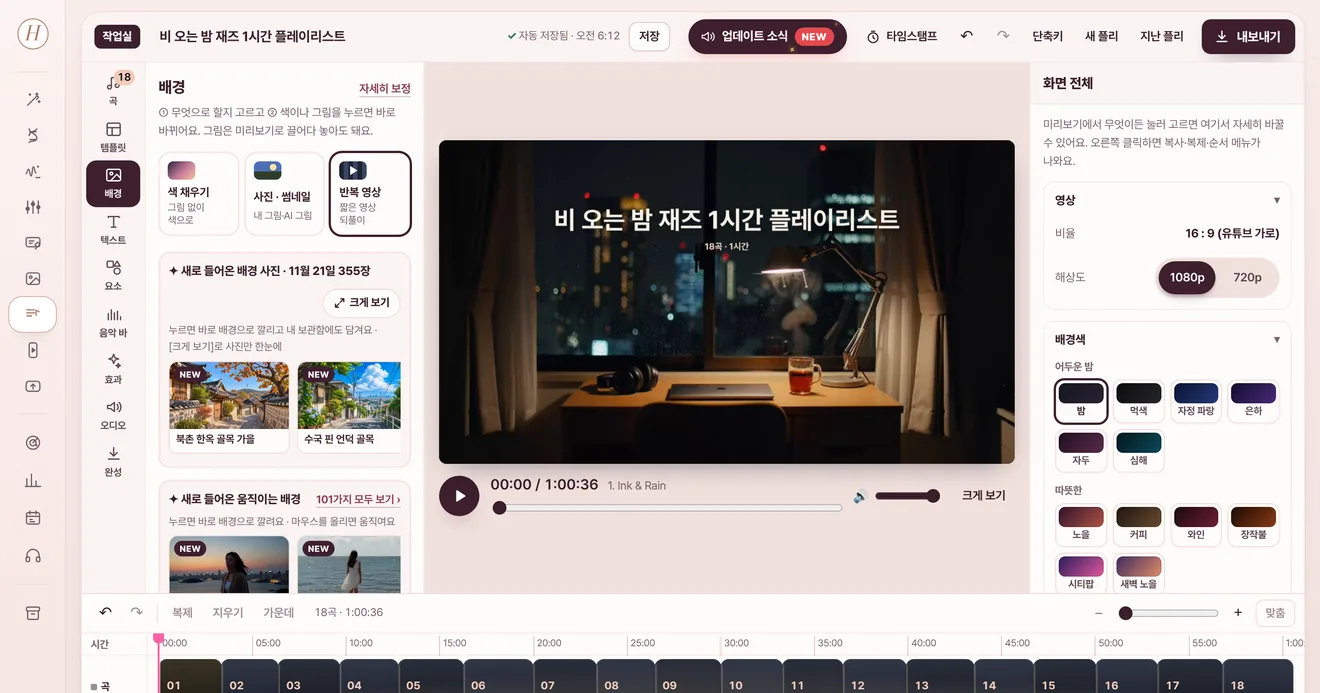 H
작업실
비 오는 밤 재즈 1시간 플레이리스트
✓ 자동 저장됨 · 오전 6:12
저장
업데이트 소식 NEW
타임스탬프
단축키
새 플리
지난 플리
내보내기
18
곡
템플릿
배경
텍스트
요소
음악 바
효과
오디오
완성
배경
자세히 보정
① 무엇으로 할지 고르고 ② 색이나 그림을 누르면 바로
바뀌어요. 그림은 미리보기로 끌어다 놓아도 돼요.
색 채우기
그림 없이
색으로
사진 · 썸네일
내 그림·AI 그림
반복 영상
짧은 영상
되풀이
✦ 새로 들어온 배경 사진 · 11월 21일 355장
크게 보기
누르면 바로 배경으로 깔리고 내 보관함에도 담겨요 ·
[크게 보기]로 사진만 한눈에
NEW
북촌 한옥 골목 가을
NEW
수국 핀 언덕 골목
✦ 새로 들어온 움직이는 배경
101가지 모두 보기 ›
누르면 바로 배경으로 깔려요 · 마우스를 올리면 움직여요
NEW
NEW
비 오는 밤 재즈 1시간 플레이리스트
18곡 · 1시간
00:00 / 1:00:36
1. Ink & Rain
크게 보기
화면 전체
미리보기에서 무엇이든 눌러 고르면 여기서 자세히 바꿀
수 있어요. 오른쪽 클릭하면 복사·복제·순서 메뉴가
나와요.
영상 ▼
비율
16 : 9 (유튜브 가로)
해상도
1080p
720p
배경색 ▼
어두운 밤
밤
먹색
자정 파랑
은하
자두
심해
따뜻한
노을
커피
와인
장작불
시티팝
새벽 노을
복제
지우기
가운데
18곡 · 1:00:36
−
+
맞춤
시간
00:00
05:00
10:00
15:00
20:00
25:00
30:00
35:00
40:00
45:00
50:00
55:00
1:00:
곡
01
02
03
04
05
06
07
08
09
10
11
12
13
14
15
16
17
18